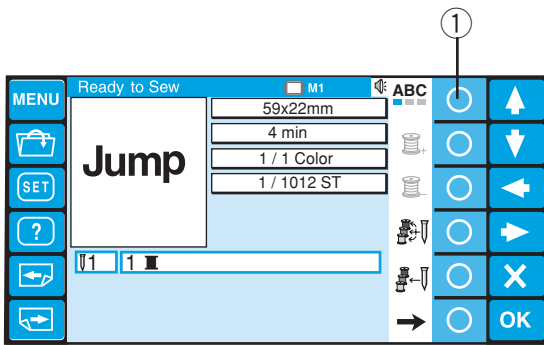 1
MENU Ready to Sew M1 ABC
59x22mm
4 min
Jump
1 / 1 Color
SET 1 / 1012 ST
?
1 1
X
OK